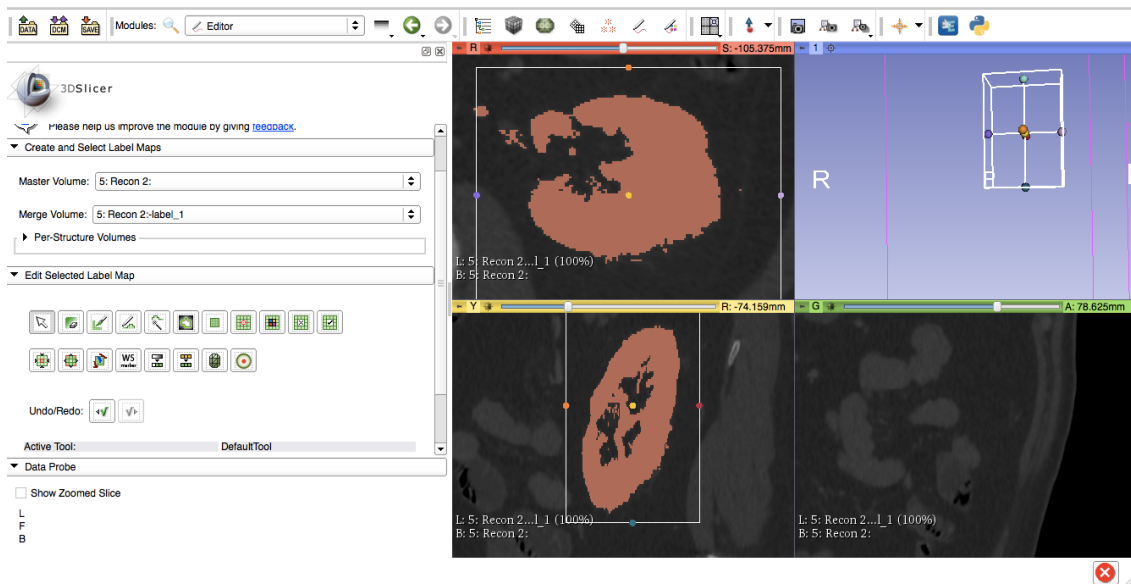 DATA DCM SAVE Modules: Editor
3DSlicer
Please help us improve the module by giving feedback.
Create and Select Label Maps
Master Volume: 5: Recon 2:
Merge Volume: 5: Recon 2:-label_1
Per-Structure Volumes
Edit Selected Label Map
WS
marker
Undo/Redo:
Active Tool: DefaultTool
Data Probe
Show Zoomed Slice
L
F
B
R S: -105.375mm
L: 5: Recon 2...l_1 (100%)
B: 5: Recon 2:
1
R
Y R: -74.159mm
L: 5: Recon 2...l_1 (100%)
B: 5: Recon 2:
G A: 78.625mm
L: 5: Recon 2...l_1 (100%)
B: 5: Recon 2: